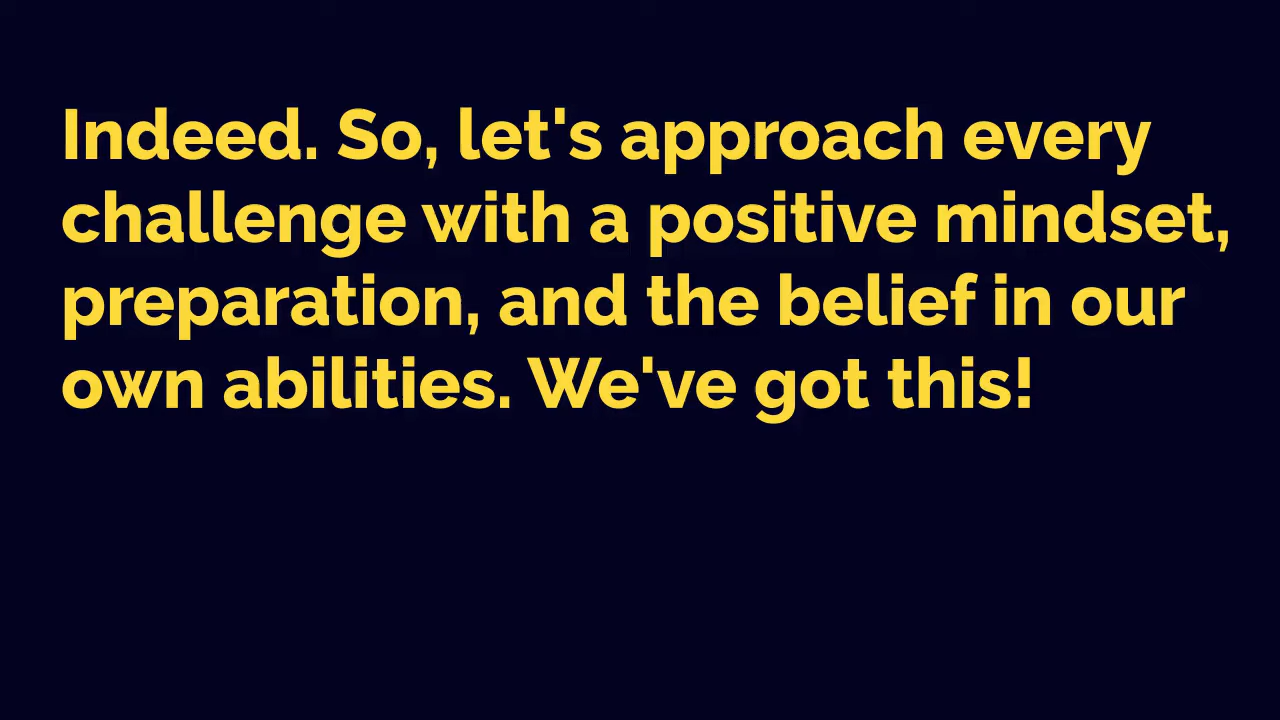 Indeed. So, let's approach every
challenge with a positive mindset,
preparation, and the belief in our
own abilities. We've got this!